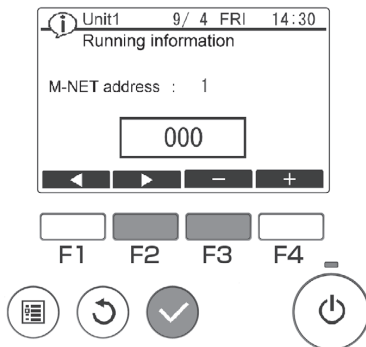 Unit1 9/ 4 FRI 14:30
Running information
M-NET address : 1
000
− +
F1 F2 F3 F4